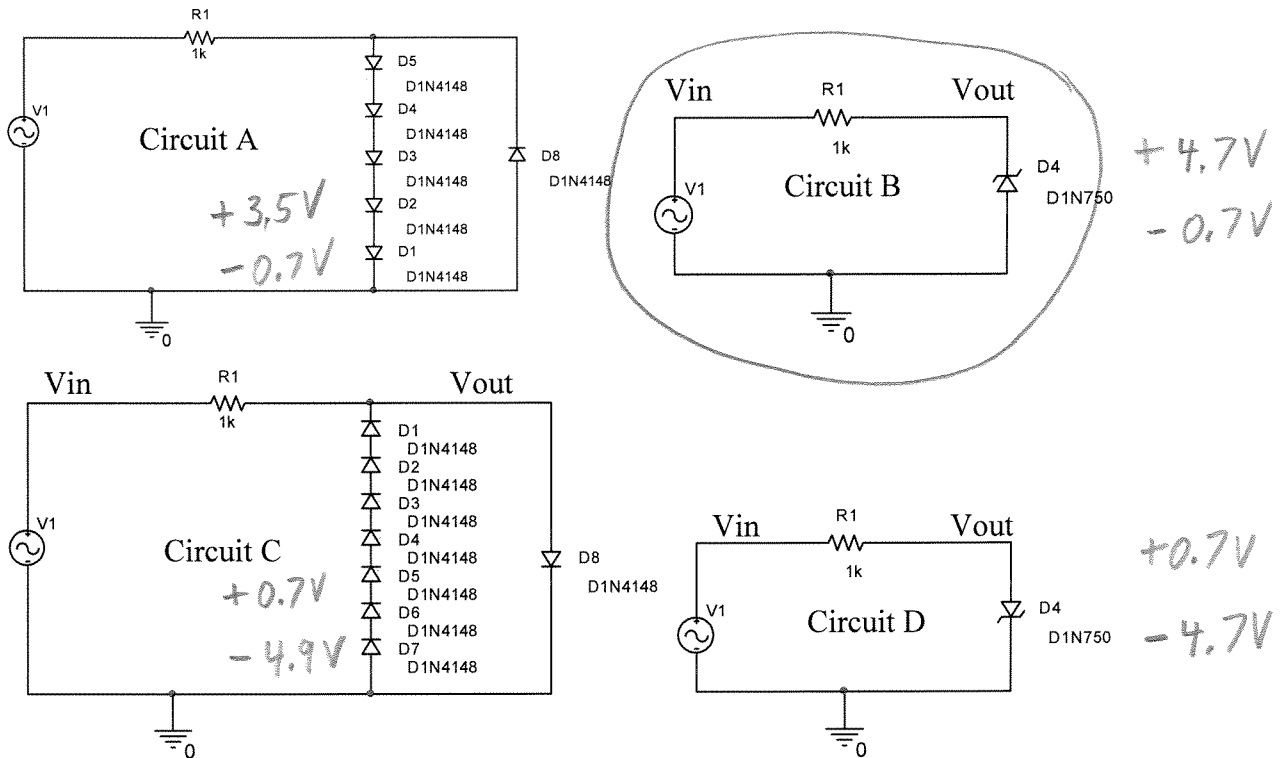 R1
1k
V1
Circuit A
D5
D1N4148
D4
D1N4148
D3
D1N4148
D2
D1N4148
D1
D1N4148
D8
D1N4148
+3.5V
-0.7V
0
Vin
R1
Vout
1k
V1
Circuit B
D4
D1N750
0
+4.7V
-0.7V
Vin
R1
Vout
1k
V1
Circuit C
D1
D1N4148
D2
D1N4148
D3
D1N4148
D4
D1N4148
D5
D1N4148
D6
D1N4148
D7
D1N4148
D8
D1N4148
+0.7V
-4.9V
0
Vin
R1
Vout
1k
V1
Circuit D
D4
D1N750
0
+0.7V
-4.7V